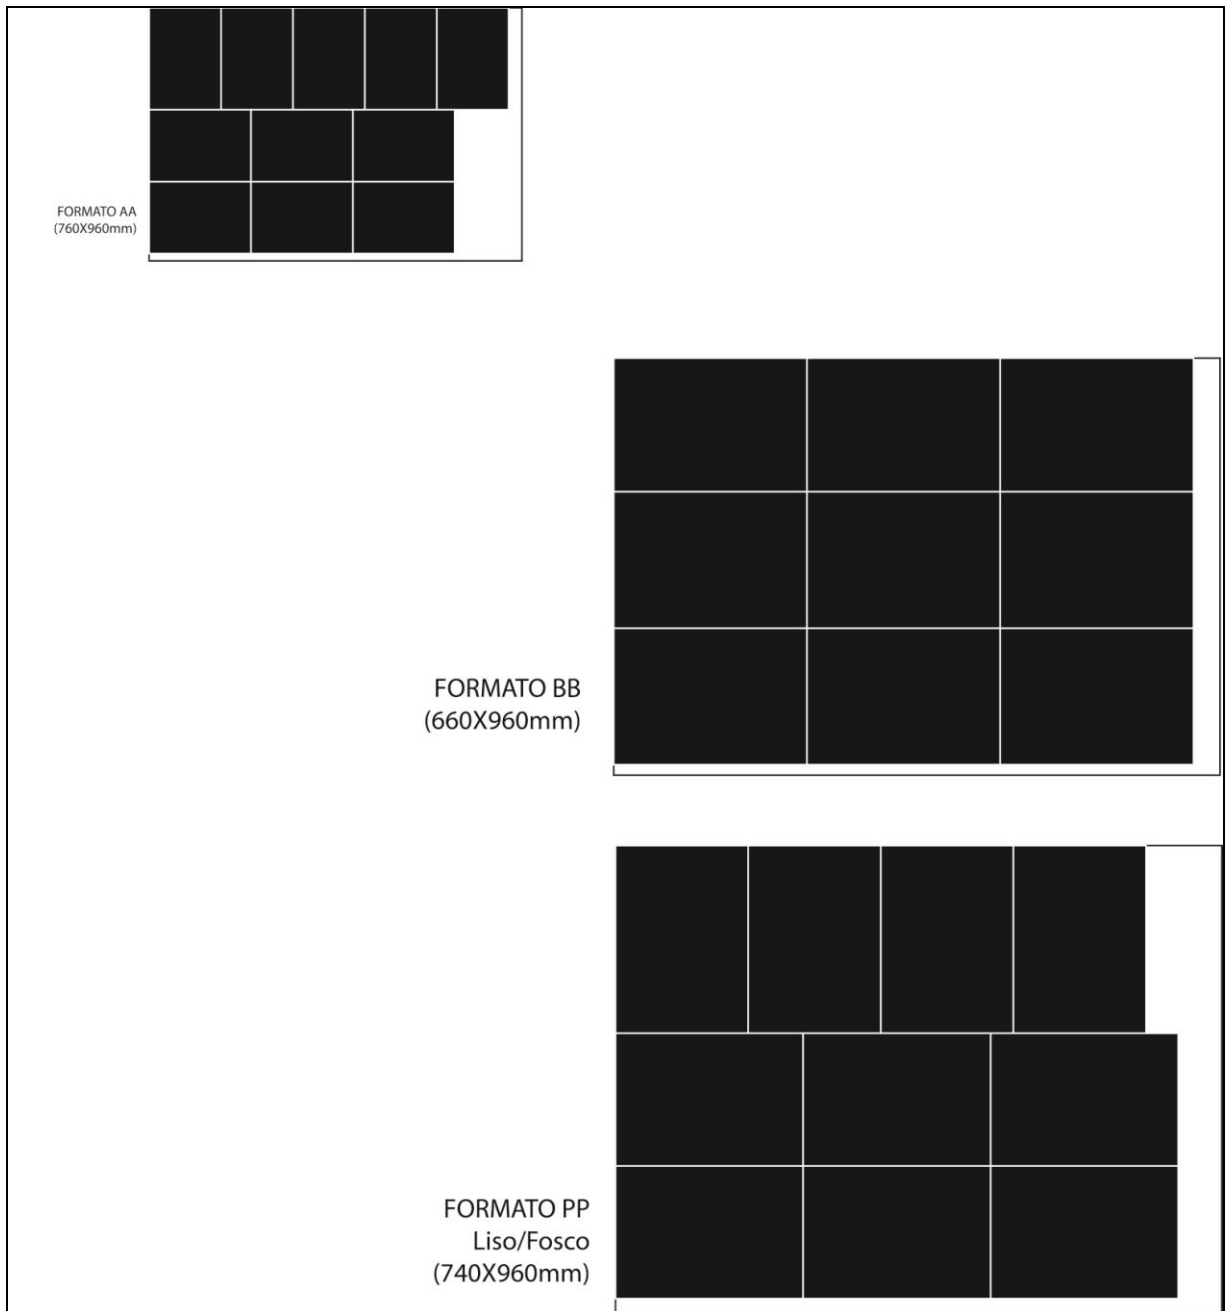 FORMATO AA
(760X960mm)
FORMATO BB
(660X960mm)
FORMATO PP
Liso/Fosco
(740X960mm)